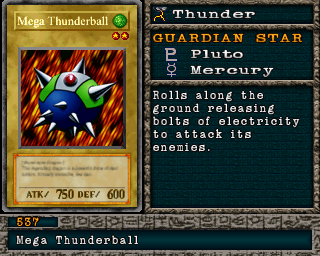 Mega Thunderball
ATK/ 750 DEF/ 600
Thunder
GUARDIAN STAR
Pluto
Mercury
Rolls along the
ground releasing
bolts of electricity
to attack its
enemies.
537
Mega Thunderball